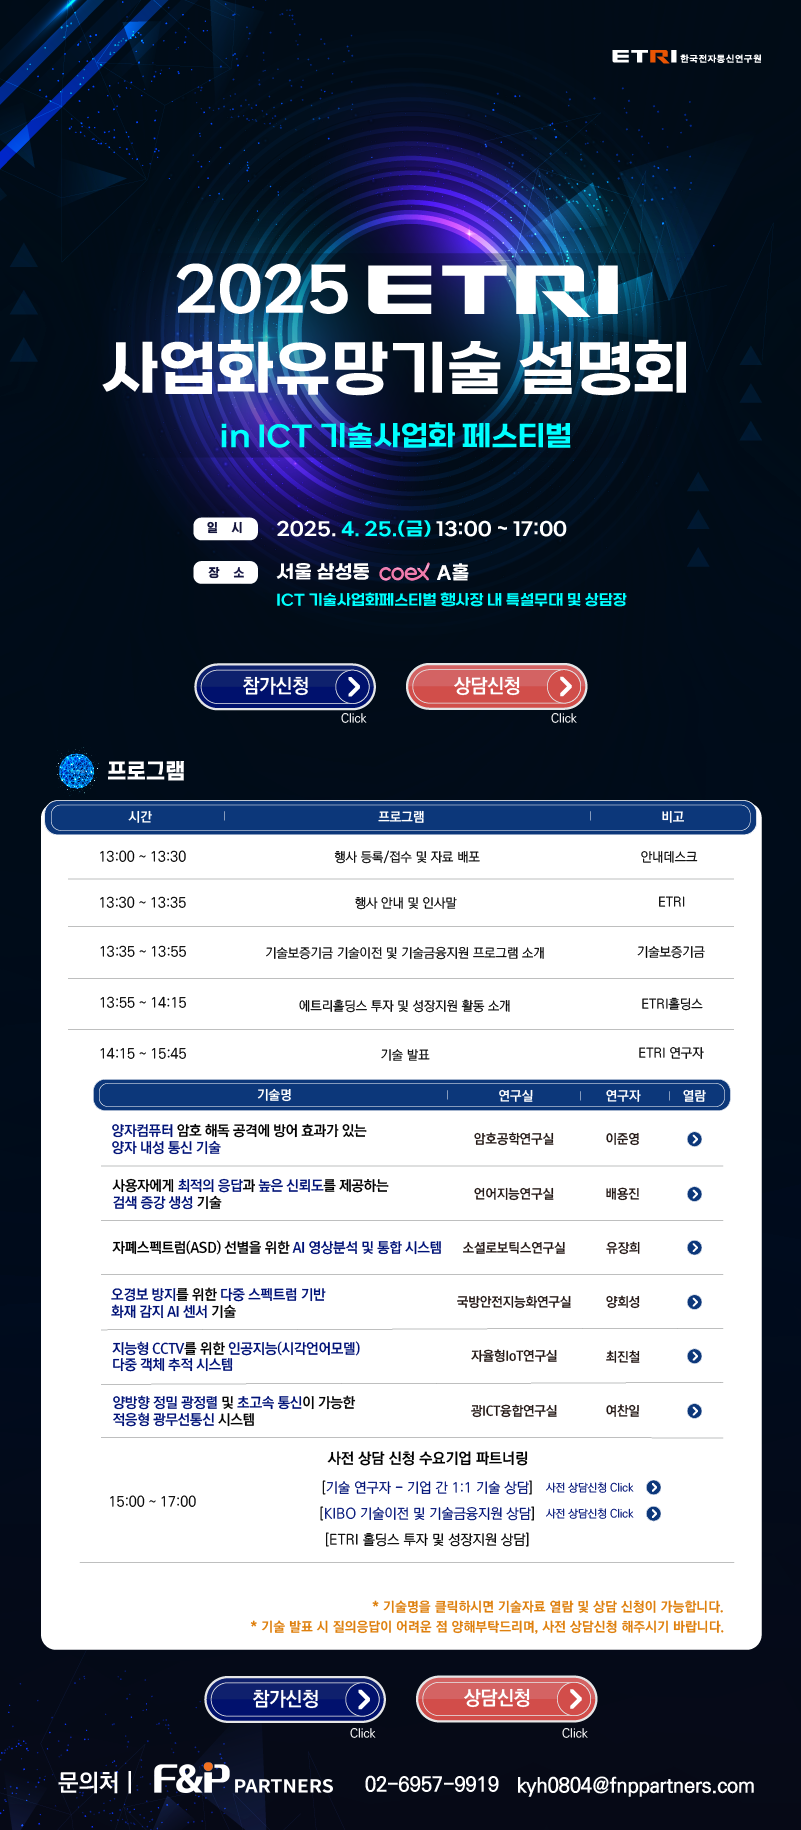 ETRI 한국전자통신연구원
2025 ETRI
사업화유망기술 설명회
in ICT 기술사업화 페스티벌
일 시 2025. 4. 25.(금) 13:00 ~ 17:00
장 소 서울 삼성동 coex A홀
ICT 기술사업화페스티벌 행사장 내 특설무대 및 상담장
참가신청 상담신청
Click Click
프로그램
시간 프로그램 비고
13:00 ~ 13:30 행사 등록/접수 및 자료 배포 안내데스크
13:30 ~ 13:35 행사 안내 및 인사말 ETRI
13:35 ~ 13:55 기술보증기금 기술이전 및 기술금융지원 프로그램 소개 기술보증기금
13:55 ~ 14:15 에트리홀딩스 투자 및 성장지원 활동 소개 ETRI홀딩스
14:15 ~ 15:45 기술 발표 ETRI 연구자
기술명 연구실 연구자 열람
양자컴퓨터 암호 해독 공격에 방어 효과가 있는
양자 내성 통신 기술 암호공학연구실 이준영
사용자에게 최적의 응답과 높은 신뢰도를 제공하는
검색 증강 생성 기술 언어지능연구실 배용진
자폐스펙트럼(ASD) 선별을 위한 AI 영상분석 및 통합 시스템 소셜로보틱스연구실 유장희
오경보 방지를 위한 다중 스펙트럼 기반
화재 감지 AI 센서 기술 국방안전지능화연구실 양회성
지능형 CCTV를 위한 인공지능(시각언어모델)
다중 객체 추적 시스템 자율형IoT연구실 최진철
양방향 정밀 광정렬 및 초고속 통신이 가능한
적응형 광무선통신 시스템 광ICT융합연구실 여찬일
사전 상담 신청 수요기업 파트너링
[기술 연구자 - 기업 간 1:1 기술 상담] 사전 상담신청 Click
15:00 ~ 17:00
[KIBO 기술이전 및 기술금융지원 상담] 사전 상담신청 Click
[ETRI 홀딩스 투자 및 성장지원 상담]
* 기술명을 클릭하시면 기술자료 열람 및 상담 신청이 가능합니다.
* 기술 발표 시 질의응답이 어려운 점 양해부탁드리며, 사전 상담신청 해주시기 바랍니다.
참가신청 상담신청
Click Click
문의처 | F&P PARTNERS 02-6957-9919 kyh0804@fnppartners.com